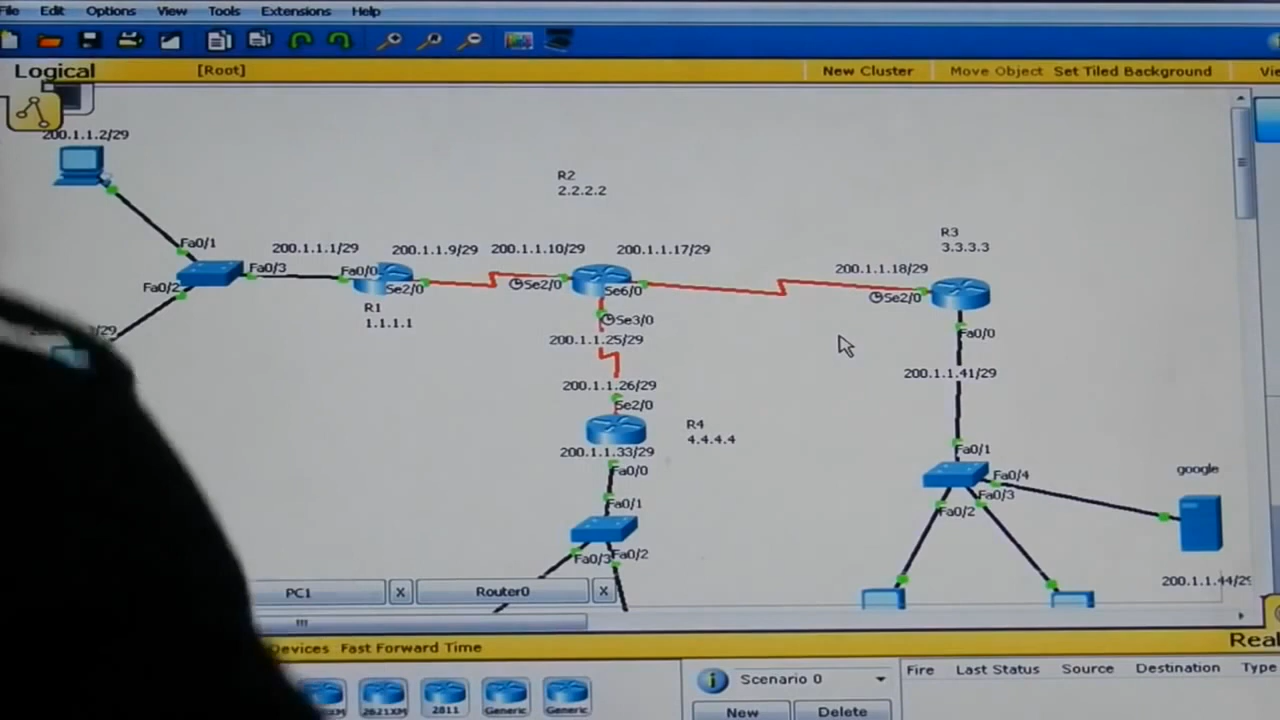 File Edit Options View Tools Extensions Help
Logical [Root] New Cluster Move Object Set Tiled Background
200.1.1.2/29
R2
2.2.2.2
R3
3.3.3.3
Fa0/1 200.1.1.1/29 200.1.1.9/29 200.1.1.10/29 200.1.1.17/29
200.1.1.18/29
Fa0/3 Fa0/0
Fa0/2 Se2/0 Se2/0 Se6/0 Se2/0
R1
1.1.1.1
Se3/0
Fa0/0
/29
200.1.1.25/29
200.1.1.41/29
200.1.1.26/29
Se2/0
R4
4.4.4.4
200.1.1.33/29
Fa0/1
Fa0/0
google
Fa0/4
Fa0/3
Fa0/1
Fa0/2
Fa0/3 Fa0/2
200.1.1.44/29
PC1 X Router0 X
Devices Fast Forward Time
Fire Last Status Source Destination Type
Scenario 0
2621XM 2811 Generic Generic
New Delete